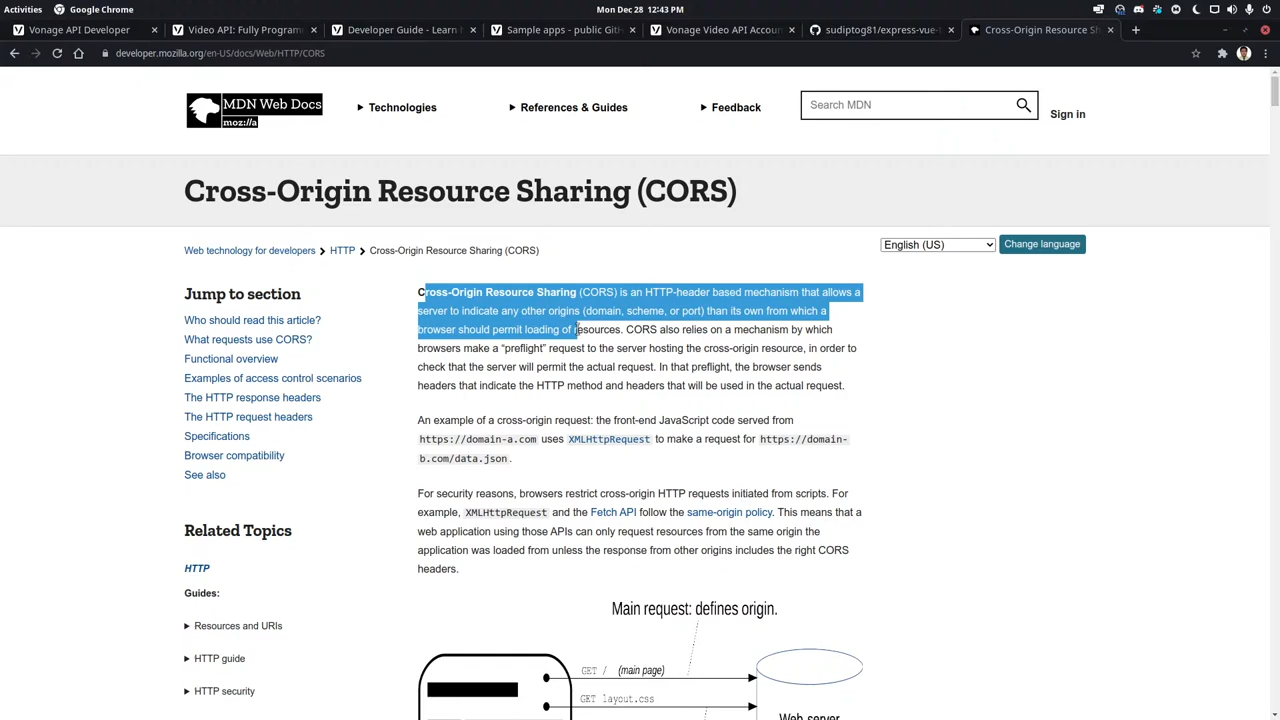 Activities
Google Chrome
Mon Dec 28 12:43 PM
Vonage API Developer
Video API: Fully Program
Developer Guide - Learn
Sample apps - public Git
Vonage Video API Accou
sudiptog81/express-vue-
Cross-Origin Resource Sh
developer.mozilla.org/en-US/docs/Web/HTTP/CORS
MDN Web Docs
moz://a
Technologies
References & Guides
Feedback
Search MDN
Sign in
Cross-Origin Resource Sharing (CORS)
Web technology for developers
HTTP
Cross-Origin Resource Sharing (CORS)
English (US)
Change language
Jump to section
Who should read this article?
What requests use CORS?
Functional overview
Examples of access control scenarios
The HTTP response headers
The HTTP request headers
Specifications
Browser compatibility
See also
Related Topics
HTTP
Guides:
Resources and URIs
HTTP guide
HTTP security
Cross-Origin Resource Sharing (CORS) is an HTTP-header based mechanism that allows a
server to indicate any other origins (domain, scheme, or port) than its own from which a
browser should permit loading of resources. CORS also relies on a mechanism by which
browsers make a “preflight” request to the server hosting the cross-origin resource, in order to
check that the server will permit the actual request. In that preflight, the browser sends
headers that indicate the HTTP method and headers that will be used in the actual request.
An example of a cross-origin request: the front-end JavaScript code served from
https://domain-a.com uses XMLHttpRequest to make a request for https://domain-
b.com/data.json.
For security reasons, browsers restrict cross-origin HTTP requests initiated from scripts. For
example, XMLHttpRequest and the Fetch API follow the same-origin policy. This means that a
web application using those APIs can only request resources from the same origin the
application was loaded from unless the response from other origins includes the right CORS
headers.
Main request: defines origin.
GET / (main page)
GET layout.css
Web server